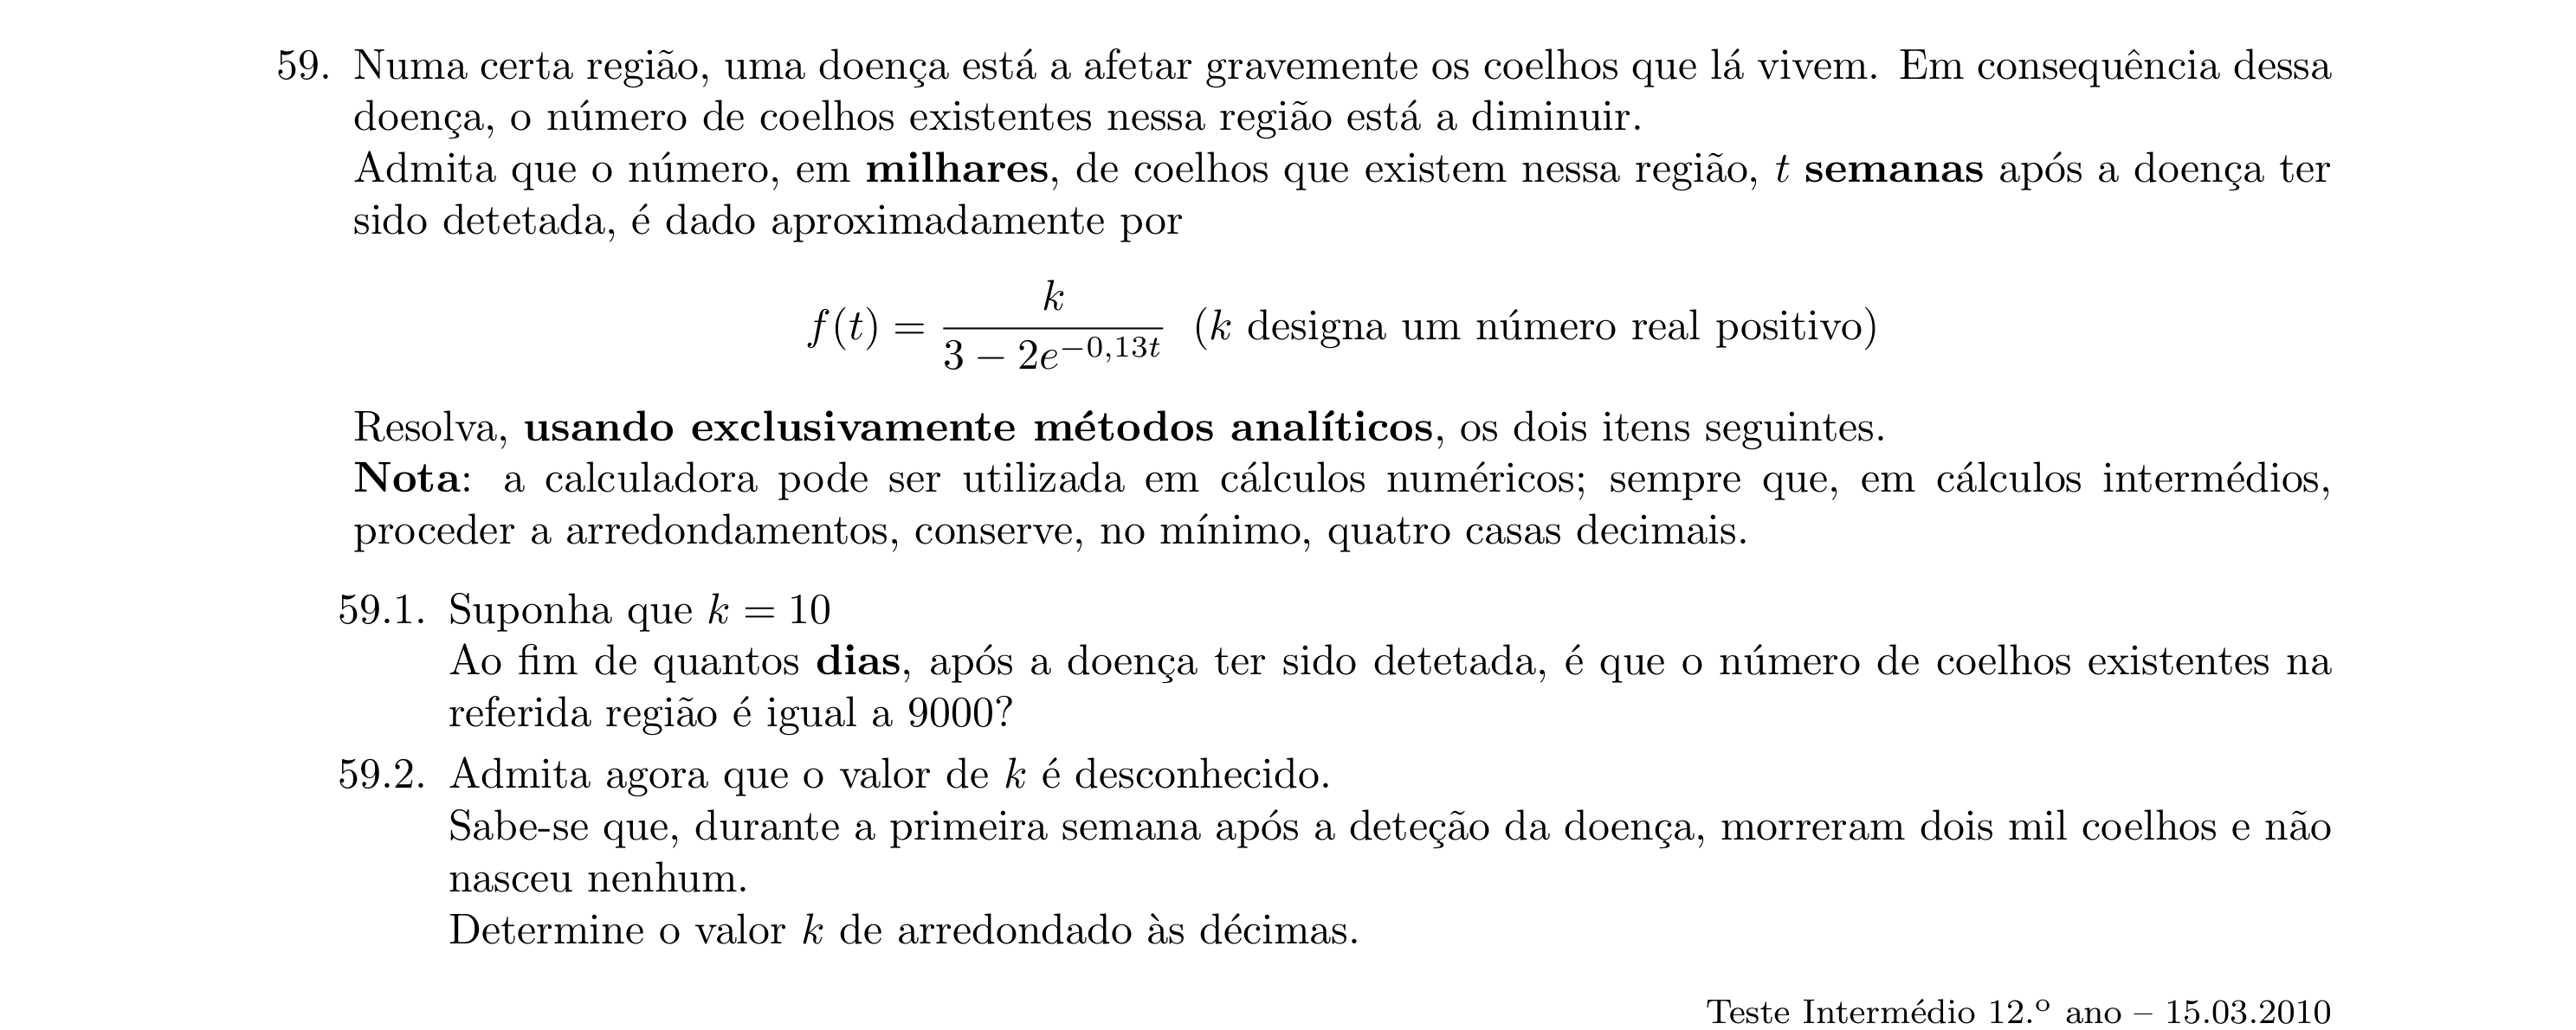 59. Numa certa região, uma doença está a afetar gravemente os coelhos que lá vivem. Em consequência dessa
doença, o número de coelhos existentes nessa região está a diminuir.
Admita que o número, em milhares, de coelhos que existem nessa região, t semanas após a doença ter
sido detetada, é dado aproximadamente por
f(t) = k / (3 − 2e^{−0,13t}) (k designa um número real positivo)
Resolva, usando exclusivamente métodos analíticos, os dois itens seguintes.
Nota: a calculadora pode ser utilizada em cálculos numéricos; sempre que, em cálculos intermédios,
proceder a arredondamentos, conserve, no mínimo, quatro casas decimais.
59.1. Suponha que k = 10
Ao fim de quantos dias, após a doença ter sido detetada, é que o número de coelhos existentes na
referida região é igual a 9000?
59.2. Admita agora que o valor de k é desconhecido.
Sabe-se que, durante a primeira semana após a deteção da doença, morreram dois mil coelhos e não
nasceu nenhum.
Determine o valor k de arredondado às décimas.
Teste Intermédio 12.º ano – 15.03.2010